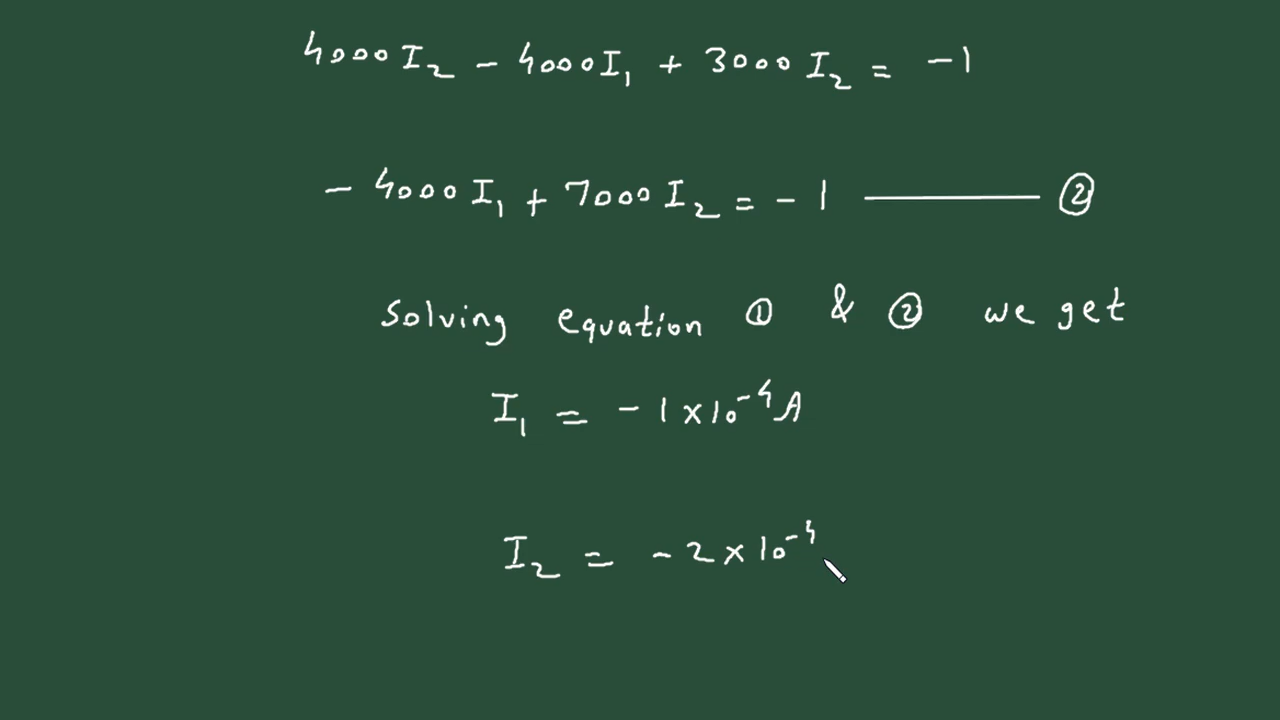 4000 I₂ - 4000 I₁ + 3000 I₂ = -1
- 4000 I₁ + 7000 I₂ = - 1 ——— ②
Solving equation ① & ② we get
I₁ = - 1 × 10⁻⁴ A
I₂ = - 2 × 10⁻⁴